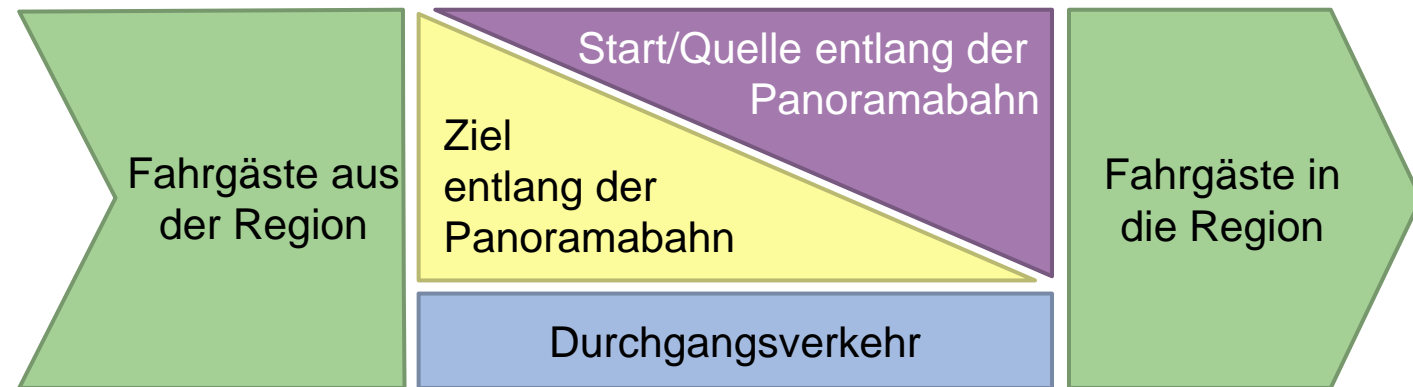 Fahrgäste aus
der Region
Start/Quelle entlang der
Panoramabahn
Ziel
entlang der
Panoramabahn
Durchgangsverkehr
Fahrgäste in
die Region